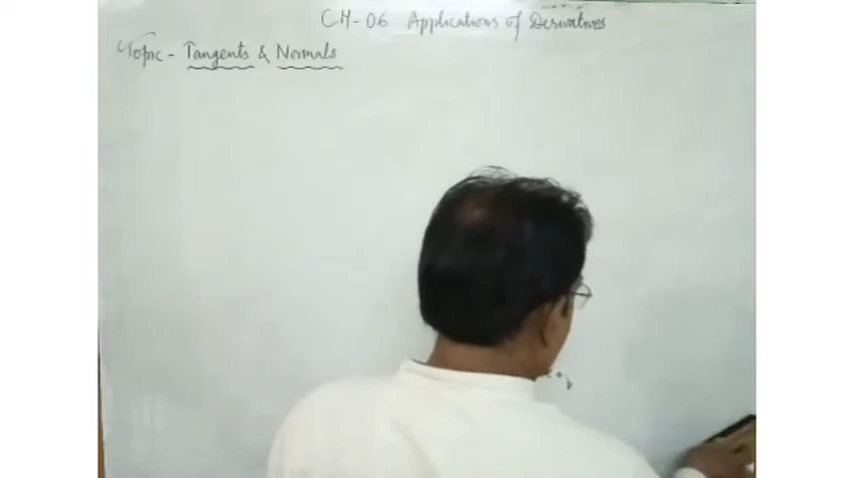 CH-06 Applications of Derivatives
Topic - Tangents & Normals